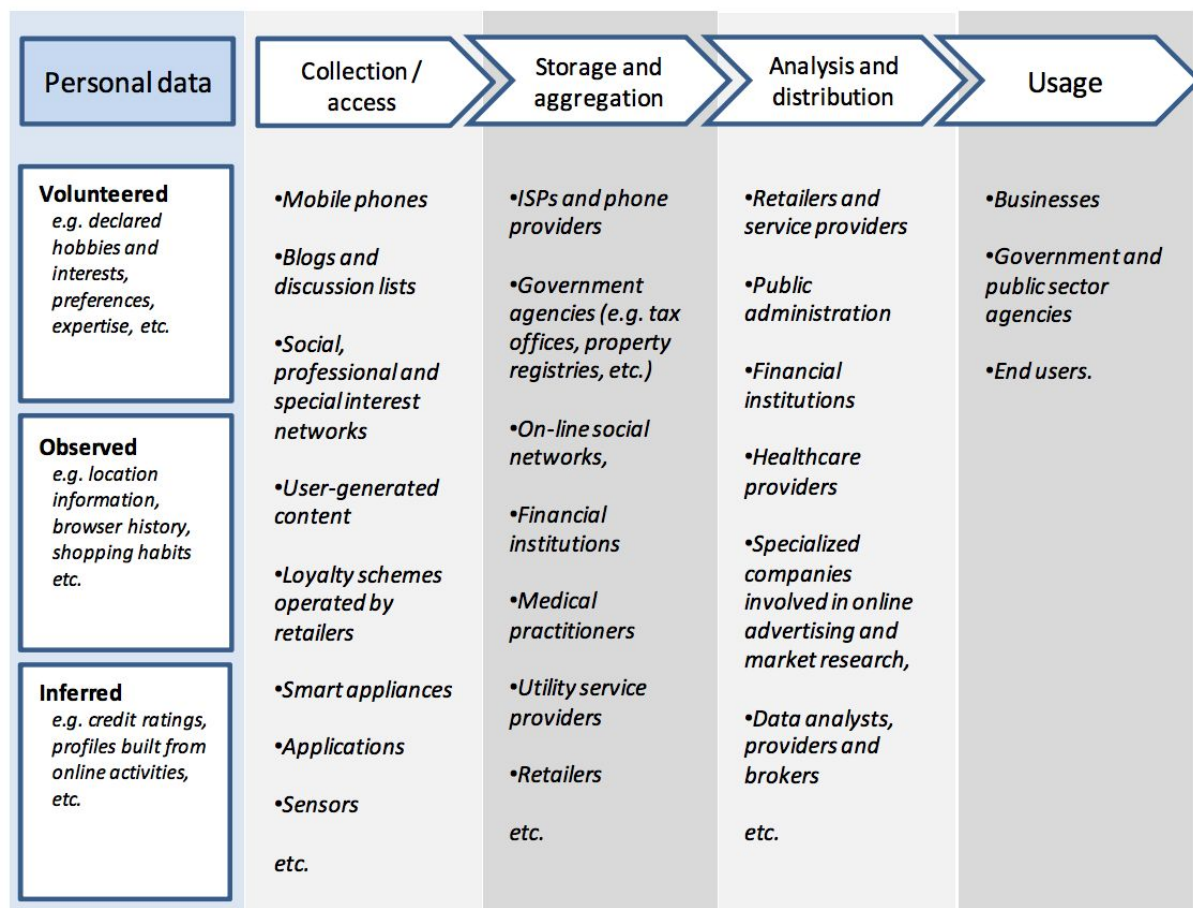 Personal data
Collection /
access
Storage and
aggregation
Analysis and
distribution
Usage
Volunteered
e.g. declared
hobbies and
interests,
preferences,
expertise, etc.
Observed
e.g. location
information,
browser history,
shopping habits
etc.
Inferred
e.g. credit ratings,
profiles built from
online activities,
etc.
•Mobile phones
•Blogs and
discussion lists
•Social,
professional and
special interest
networks
•User-generated
content
•Loyalty schemes
operated by
retailers
•Smart appliances
•Applications
•Sensors
etc.
•ISPs and phone
providers
•Government
agencies (e.g. tax
offices, property
registries, etc.)
•On-line social
networks,
•Financial
institutions
•Medical
practitioners
•Utility service
providers
•Retailers
etc.
•Retailers and
service providers
•Public
administration
•Financial
institutions
•Healthcare
providers
•Specialized
companies
involved in online
advertising and
market research,
•Data analysts,
providers and
brokers
etc.
•Businesses
•Government and
public sector
agencies
•End users.